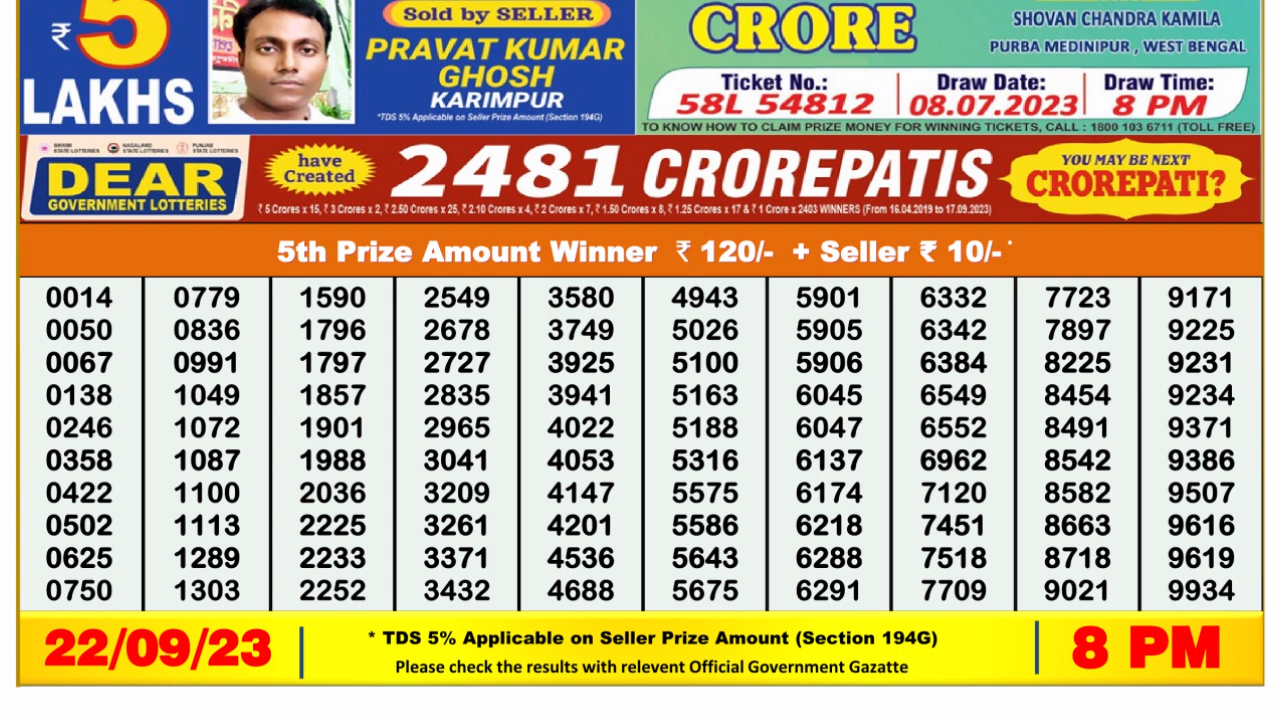 ₹5
LAKHS
Sold by SELLER
PRAVAT KUMAR
GHOSH
KARIMPUR
*TDS 5% Applicable on Seller Prize Amount (Section 194G)
CRORE
SHOVAN CHANDRA KAMILA
PURBA MEDINIPUR , WEST BENGAL
Ticket No.: Draw Date: Draw Time:
58L 54812 08.07.2023 8 PM
TO KNOW HOW TO CLAIM PRIZE MONEY FOR WINNING TICKETS, CALL : 1800 103 6711 (TOLL FREE)
SIKKIM STATE LOTTERIES NAGALAND STATE LOTTERIES PUNJAB STATE LOTTERIES
DEAR
GOVERNMENT LOTTERIES
have
Created
2481 CROREPATIS
₹ 5 Crores x 15, ₹ 3 Crores x 2, ₹ 2.50 Crores x 25, ₹ 2.10 Crores x 4, ₹ 2 Crores x 7, ₹ 1.50 Crores x 8, ₹ 1.25 Crores x 17 & ₹ 1 Crore x 2403 WINNERS (From 16.04.2019 to 17.09.2023)
YOU MAY BE NEXT
CROREPATI?
5th Prize Amount Winner ₹ 120/- + Seller ₹ 10/- *
0014 0779 1590 2549 3580 4943 5901 6332 7723 9171
0050 0836 1796 2678 3749 5026 5905 6342 7897 9225
0067 0991 1797 2727 3925 5100 5906 6384 8225 9231
0138 1049 1857 2835 3941 5163 6045 6549 8454 9234
0246 1072 1901 2965 4022 5188 6047 6552 8491 9371
0358 1087 1988 3041 4053 5316 6137 6962 8542 9386
0422 1100 2036 3209 4147 5575 6174 7120 8582 9507
0502 1113 2225 3261 4201 5586 6218 7451 8663 9616
0625 1289 2233 3371 4536 5643 6288 7518 8718 9619
0750 1303 2252 3432 4688 5675 6291 7709 9021 9934
22/09/23
* TDS 5% Applicable on Seller Prize Amount (Section 194G)
Please check the results with relevent Official Government Gazatte
8 PM